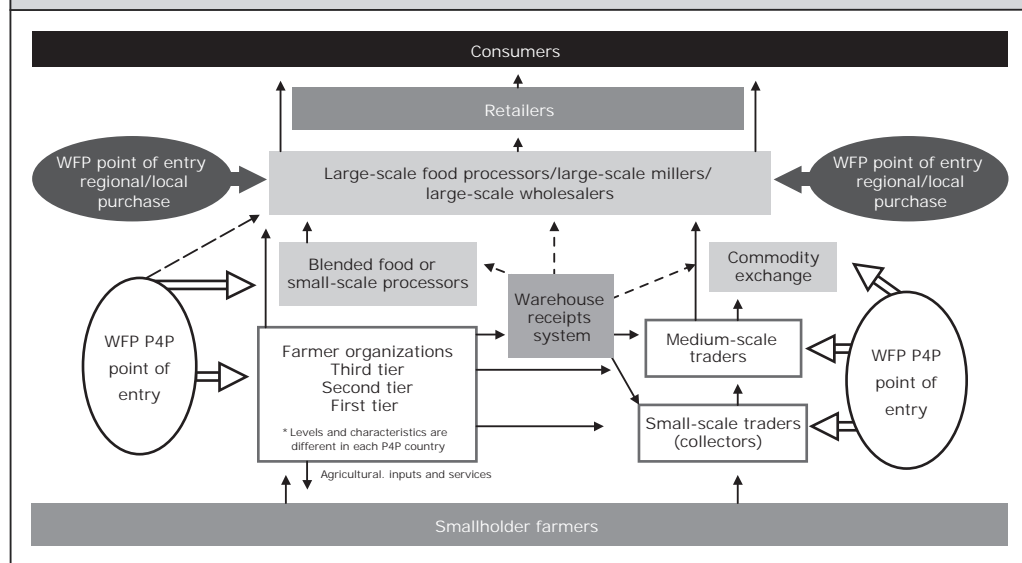 Consumers
Retailers
WFP point of entry
regional/local
purchase
Large-scale food processors/large-scale millers/
large-scale wholesalers
WFP point of entry
regional/local
purchase
Blended food or
small-scale processors
Commodity
exchange
Warehouse
receipts
system
WFP P4P
point of
entry
Farmer organizations
Third tier
Second tier
First tier
* Levels and characteristics are
different in each P4P country
Medium-scale
traders
WFP P4P
point of
entry
Small-scale traders
(collectors)
Agricultural. inputs and services
Smallholder farmers